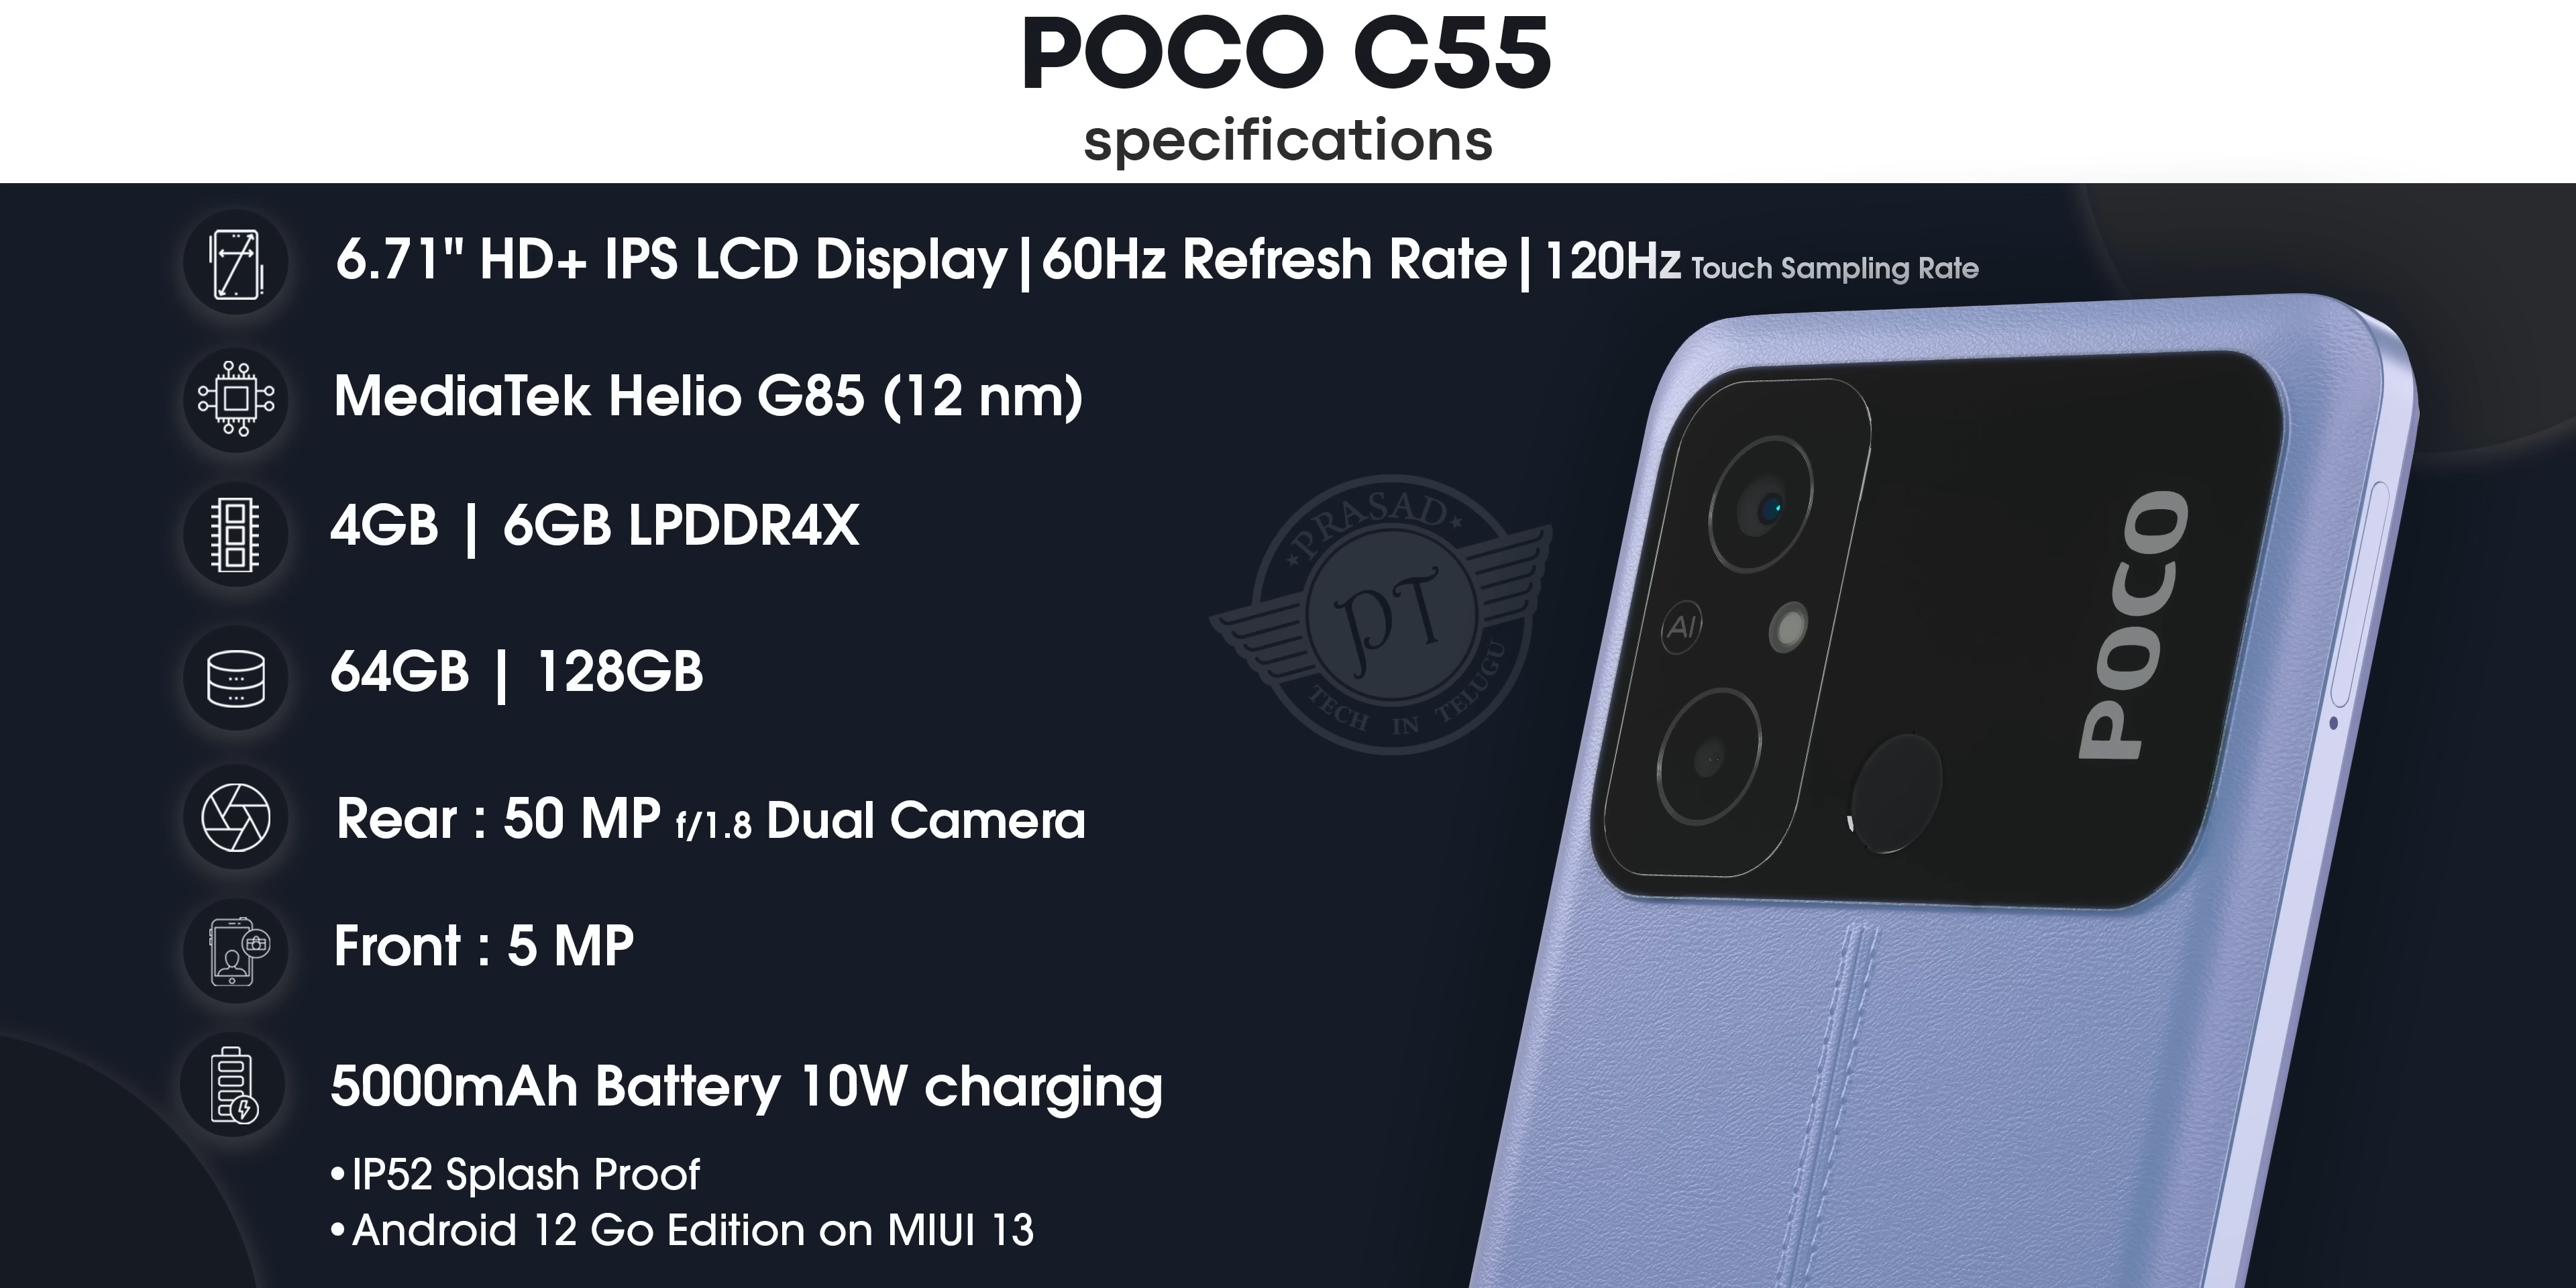 POCO C55
specifications
6.71" HD+ IPS LCD Display|60Hz Refresh Rate|120Hz Touch Sampling Rate
MediaTek Helio G85 (12 nm)
4GB | 6GB LPDDR4X
64GB | 128GB
Rear : 50 MP f/1.8 Dual Camera
Front : 5 MP
5000mAh Battery 10W charging
•IP52 Splash Proof
•Android 12 Go Edition on MIUI 13
PRASAD
PT
TECH IN TELUGU
AI
POCO